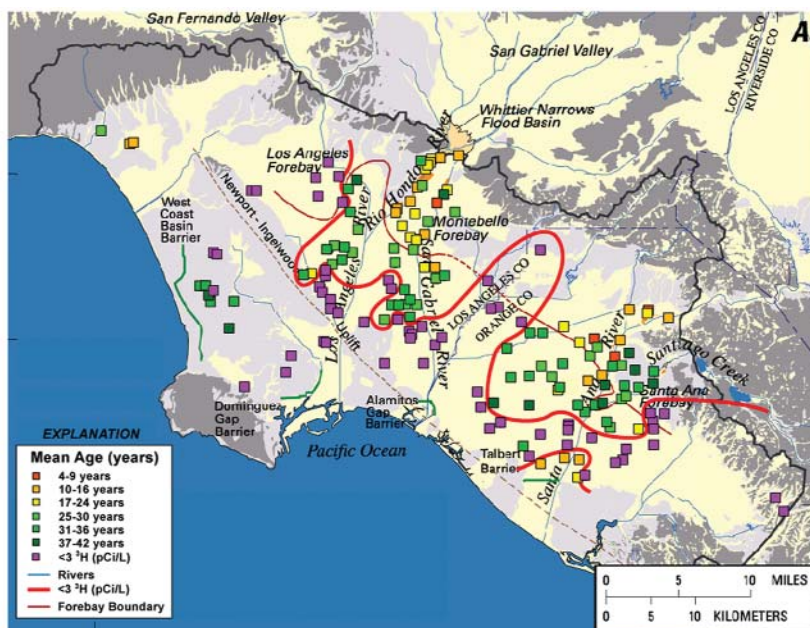 San Fernando Valley
A
San Gabriel Valley
LOS ANGELES CO
RIVERSIDE CO
Whittier Narrows
Flood Basin
Los Angeles
Forebay
Rio Hondo River
Newport - Ingelwood Uplift
West
Coast
Basin
Barrier
Montebello
Forebay
Los Angeles River
San Gabriel River
LOS ANGELES CO
ORANGE CO
Santa Ana River
Santiago Creek
Santa Ana
Forebay
Dominguez
Gap
Barrier
Alamitos
Gap
Barrier
Talbert
Barrier
Pacific Ocean
EXPLANATION
Mean Age (years)
4-9 years
10-16 years
17-24 years
25-30 years
31-36 years
37-42 years
<3 ³H (pCi/L)
Rivers
<3 ³H (pCi/L)
Forebay Boundary
0 5 10 MILES
0 5 10 KILOMETERS